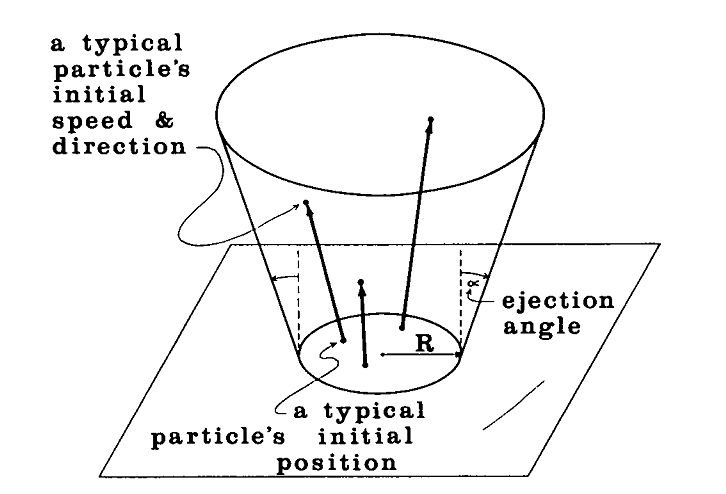 a typical
particle's
initial
speed &
direction
α
ejection
angle
R
a typical
particle's initial
position